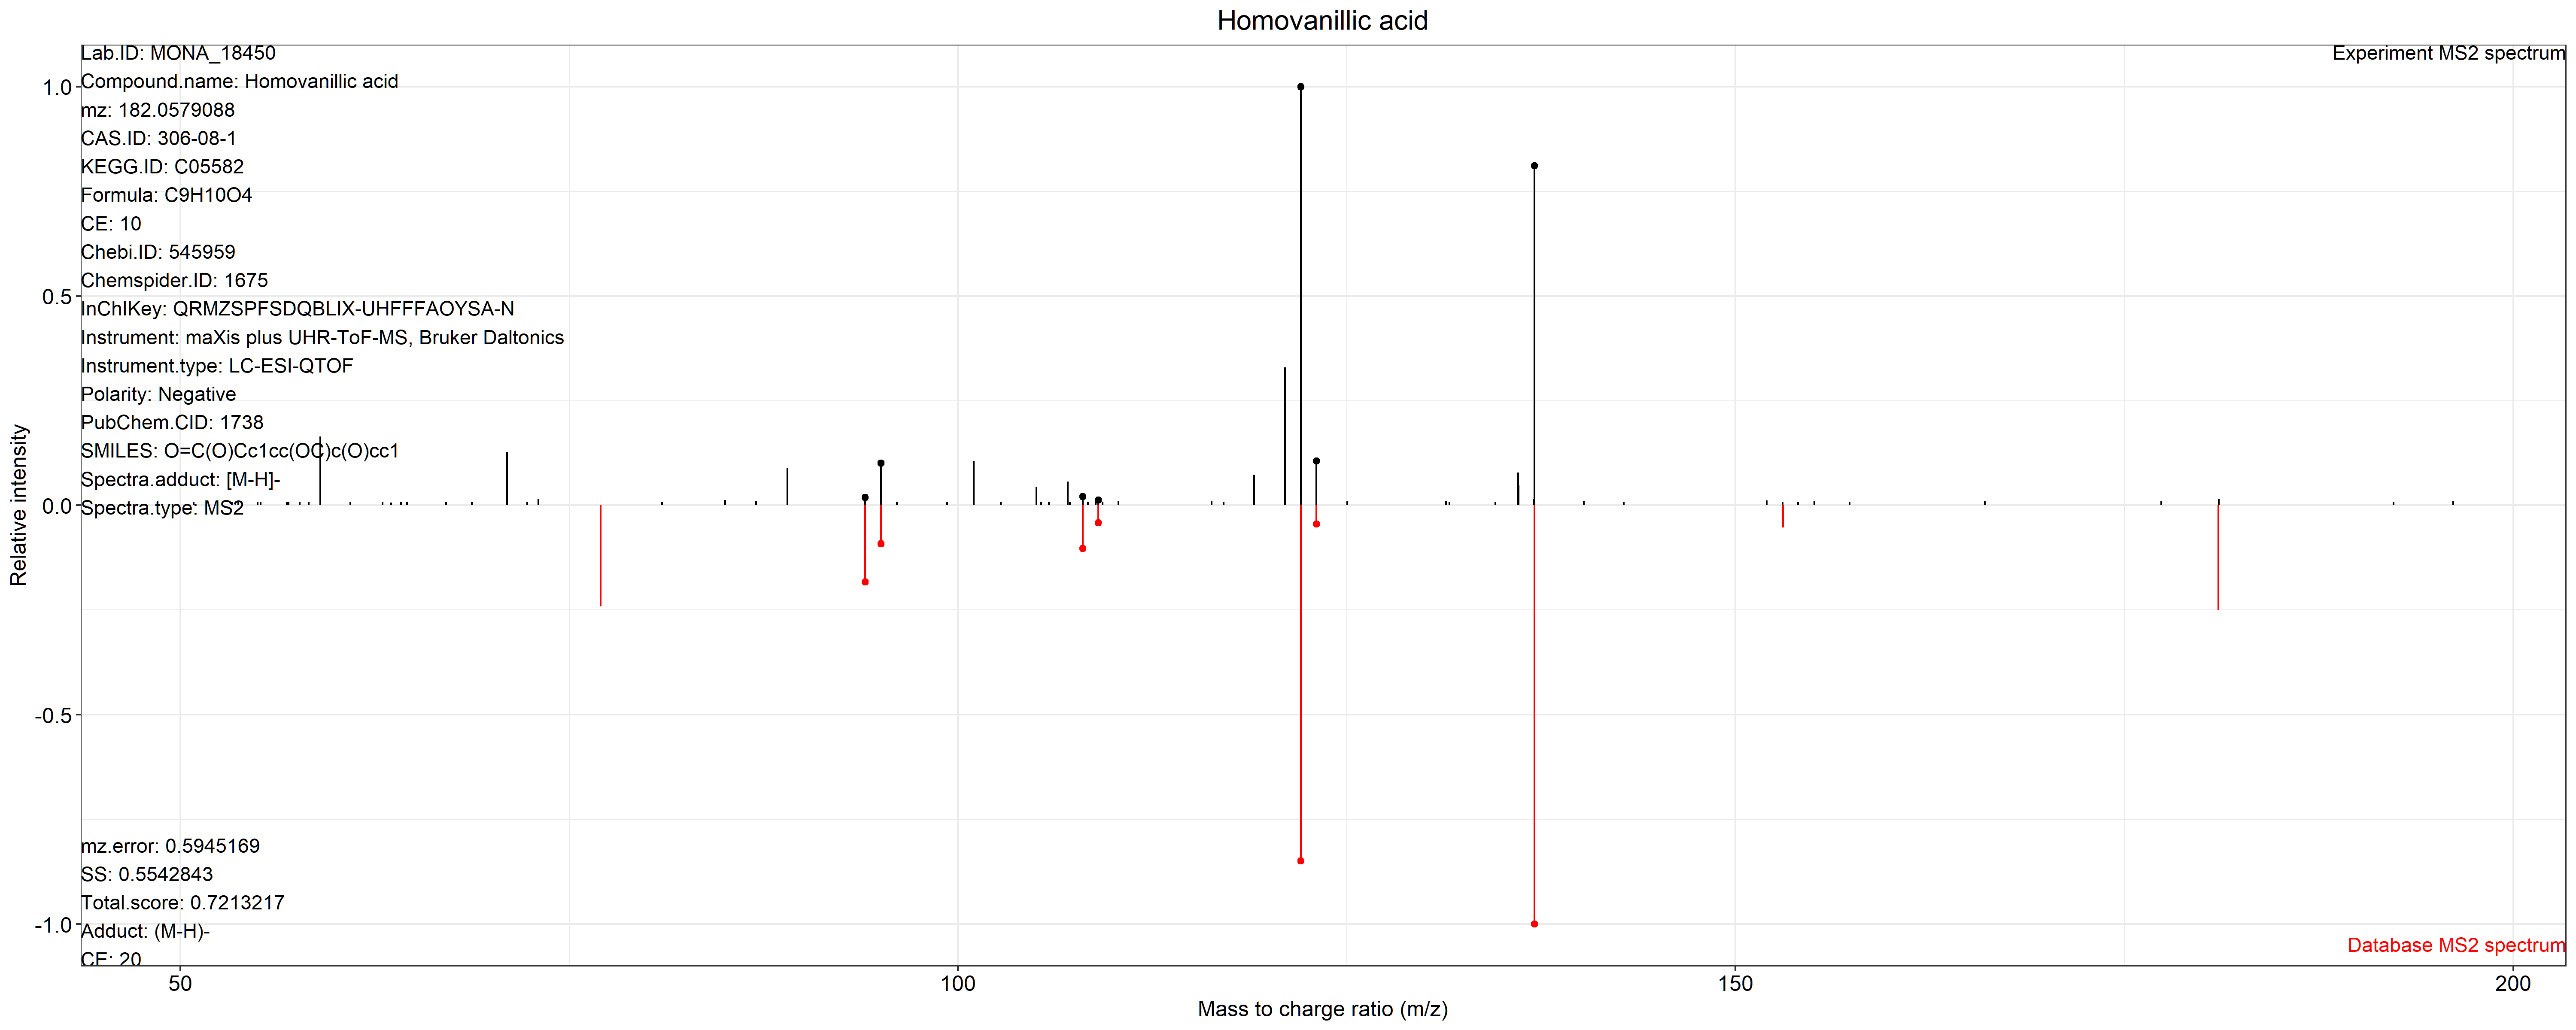 Homovanillic acid
Lab.ID: MONA_18450
Experiment MS2 spectrum
Compound.name: Homovanillic acid
mz: 182.0579088
CAS.ID: 306-08-1
KEGG.ID: C05582
Formula: C9H10O4
CE: 10
Chebi.ID: 545959
Chemspider.ID: 1675
InChIKey: QRMZSPFSDQBLIX-UHFFFAOYSA-N
Instrument: maXis plus UHR-ToF-MS, Bruker Daltonics
Instrument.type: LC-ESI-QTOF
Polarity: Negative
PubChem.CID: 1738
SMILES: O=C(O)Cc1cc(OC)c(O)cc1
Spectra.adduct: [M-H]-
Spectra.type: MS2
mz.error: 0.5945169
SS: 0.5542843
Total.score: 0.7213217
Adduct: (M-H)-
CE: 20
Database MS2 spectrum
1.0
0.5
0.0
-0.5
-1.0
Relative intensity
50
100
150
200
Mass to charge ratio (m/z)